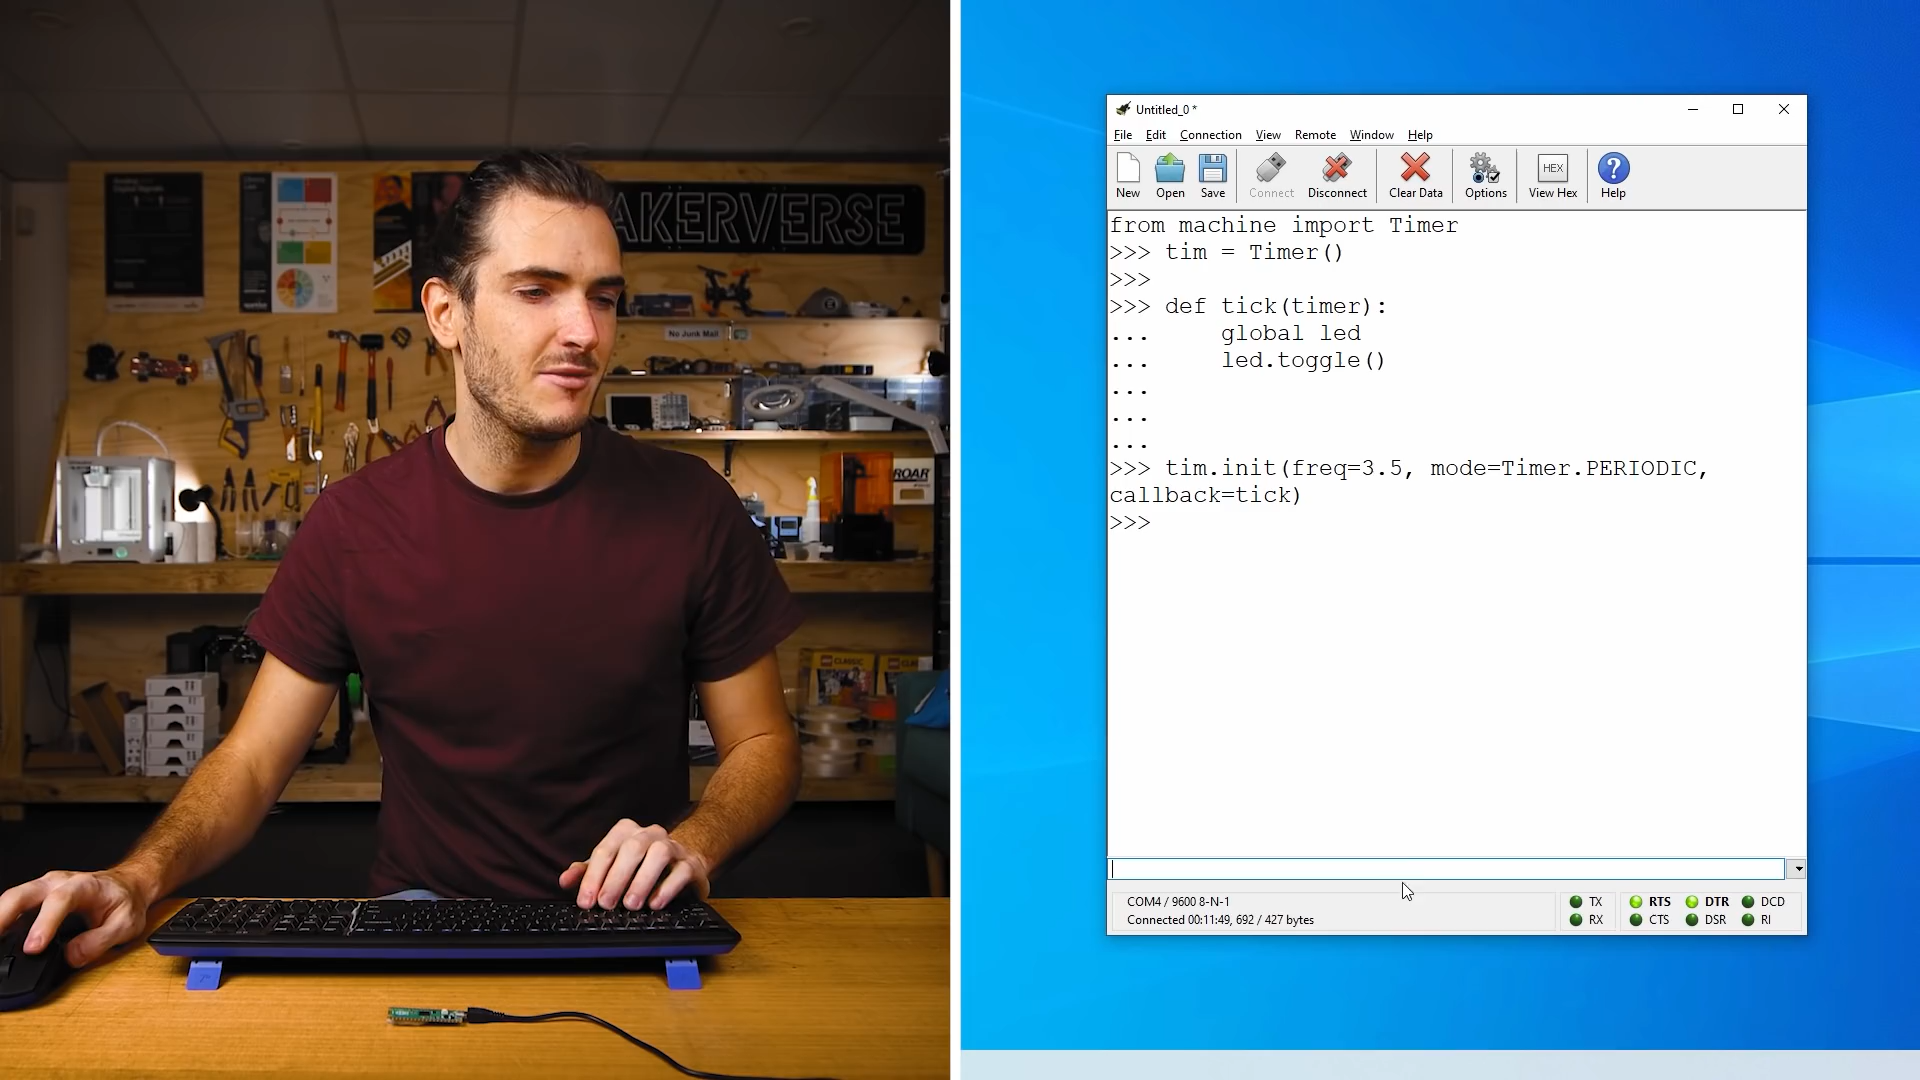 AKERVERSE
No Junk Mail
ROAR
CLASSIC
Untitled_0 *
File Edit Connection View Remote Window Help
New Open Save Connect Disconnect Clear Data Options HEX View Hex ? Help
from machine import Timer
>>> tim = Timer()
>>>
>>> def tick(timer):
... global led
... led.toggle()
...
...
...
>>> tim.init(freq=3.5, mode=Timer.PERIODIC,
callback=tick)
>>>
COM4 / 9600 8-N-1
Connected 00:11:49, 692 / 427 bytes
TX RTS DTR DCD
RX CTS DSR RI